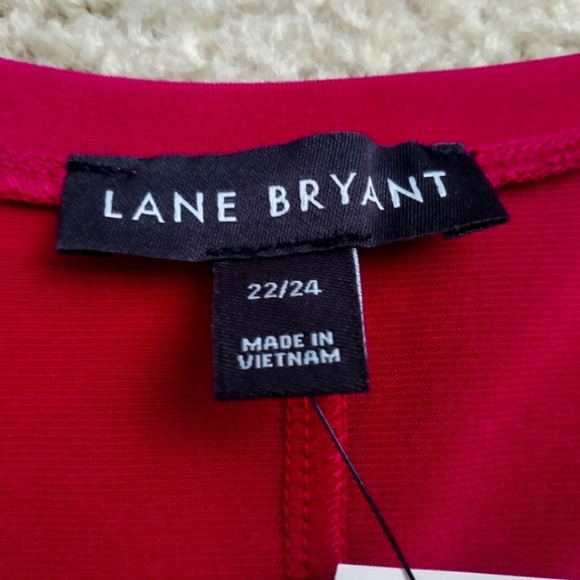 LANE BRYANT
22/24
MADE IN
VIETNAM